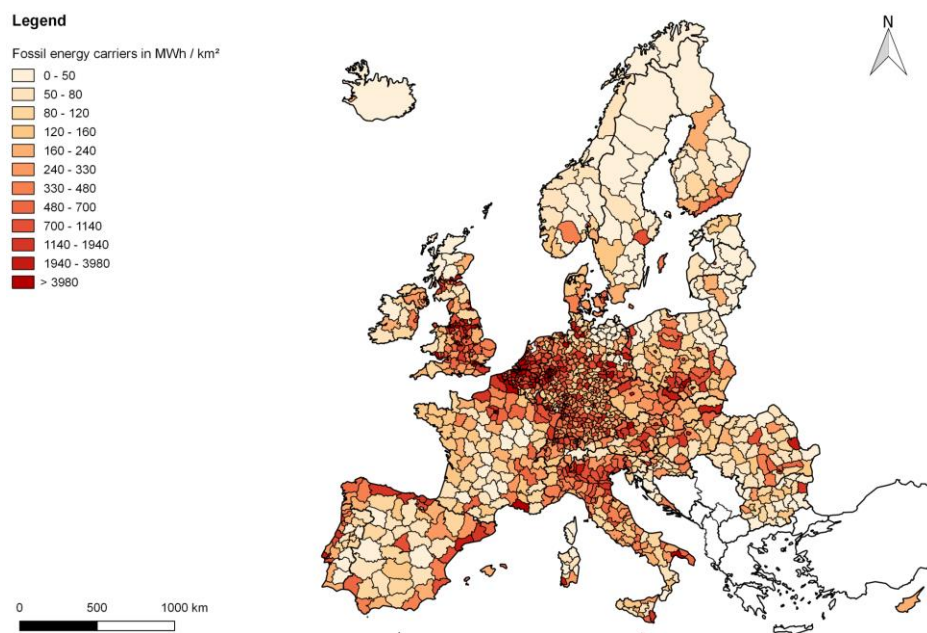 Legend
N
Fossil energy carriers in MWh / km²
0 - 50
50 - 80
80 - 120
120 - 160
160 - 240
240 - 330
330 - 480
480 - 700
700 - 1140
1140 - 1940
1940 - 3980
> 3980
0 500 1000 km